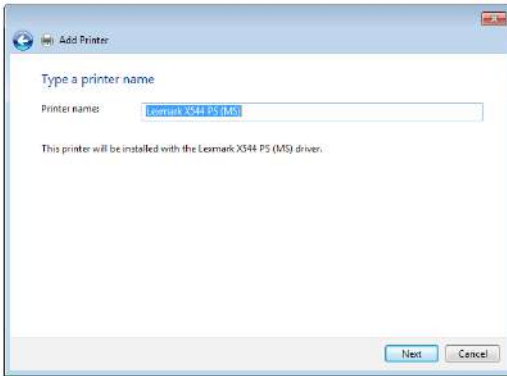 Add Printer
Type a printer name
Printer name: Lexmark X544 PS (MS)
This printer will be installed with the Lexmark X544 PS (MS) driver.
Next Cancel